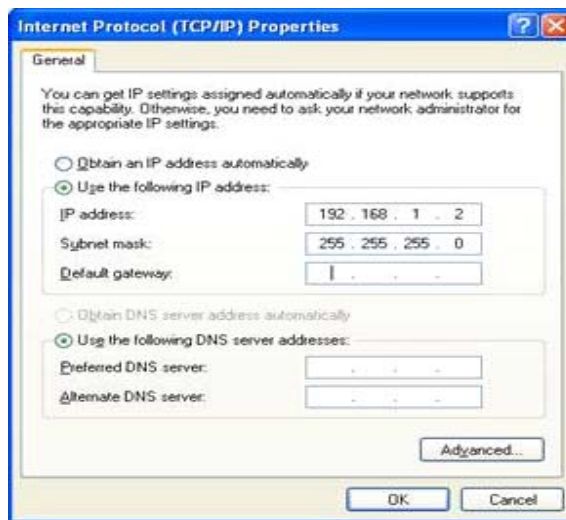 Internet Protocol (TCP/IP) Properties
General
You can get IP settings assigned automatically if your network supports
this capability. Otherwise, you need to ask your network administrator for
the appropriate IP settings.
Obtain an IP address automatically
Use the following IP address:
IP address: 192 . 168 . 1 . 2
Subnet mask: 255 . 255 . 255 . 0
Default gateway: . . .
Obtain DNS server address automatically
Use the following DNS server addresses:
Preferred DNS server: . . .
Alternate DNS server: . . .
Advanced...
OK Cancel